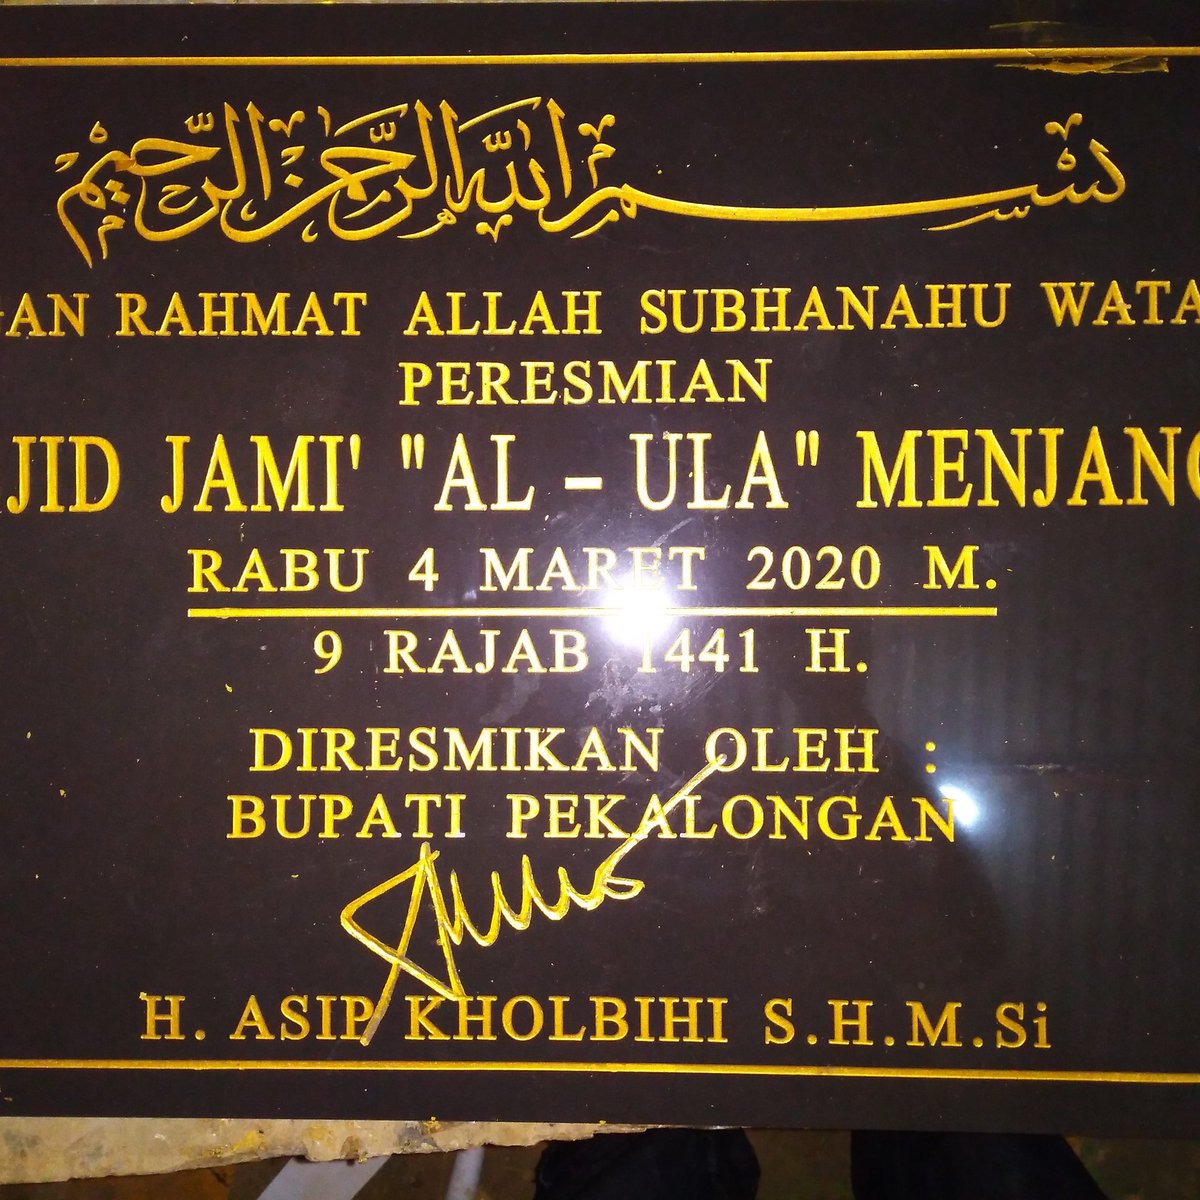 بسم الله الرحمن الرحيم
GAN RAHMAT ALLAH SUBHANAHU WATA
PERESMIAN
JID JAMI' "AL - ULA" MENJANG
RABU 4 MARET 2020 M.
9 RAJAB 1441 H.
DIRESMIKAN OLEH :
BUPATI PEKALONGAN
H. ASIP KHOLBIHI S.H.M.Si